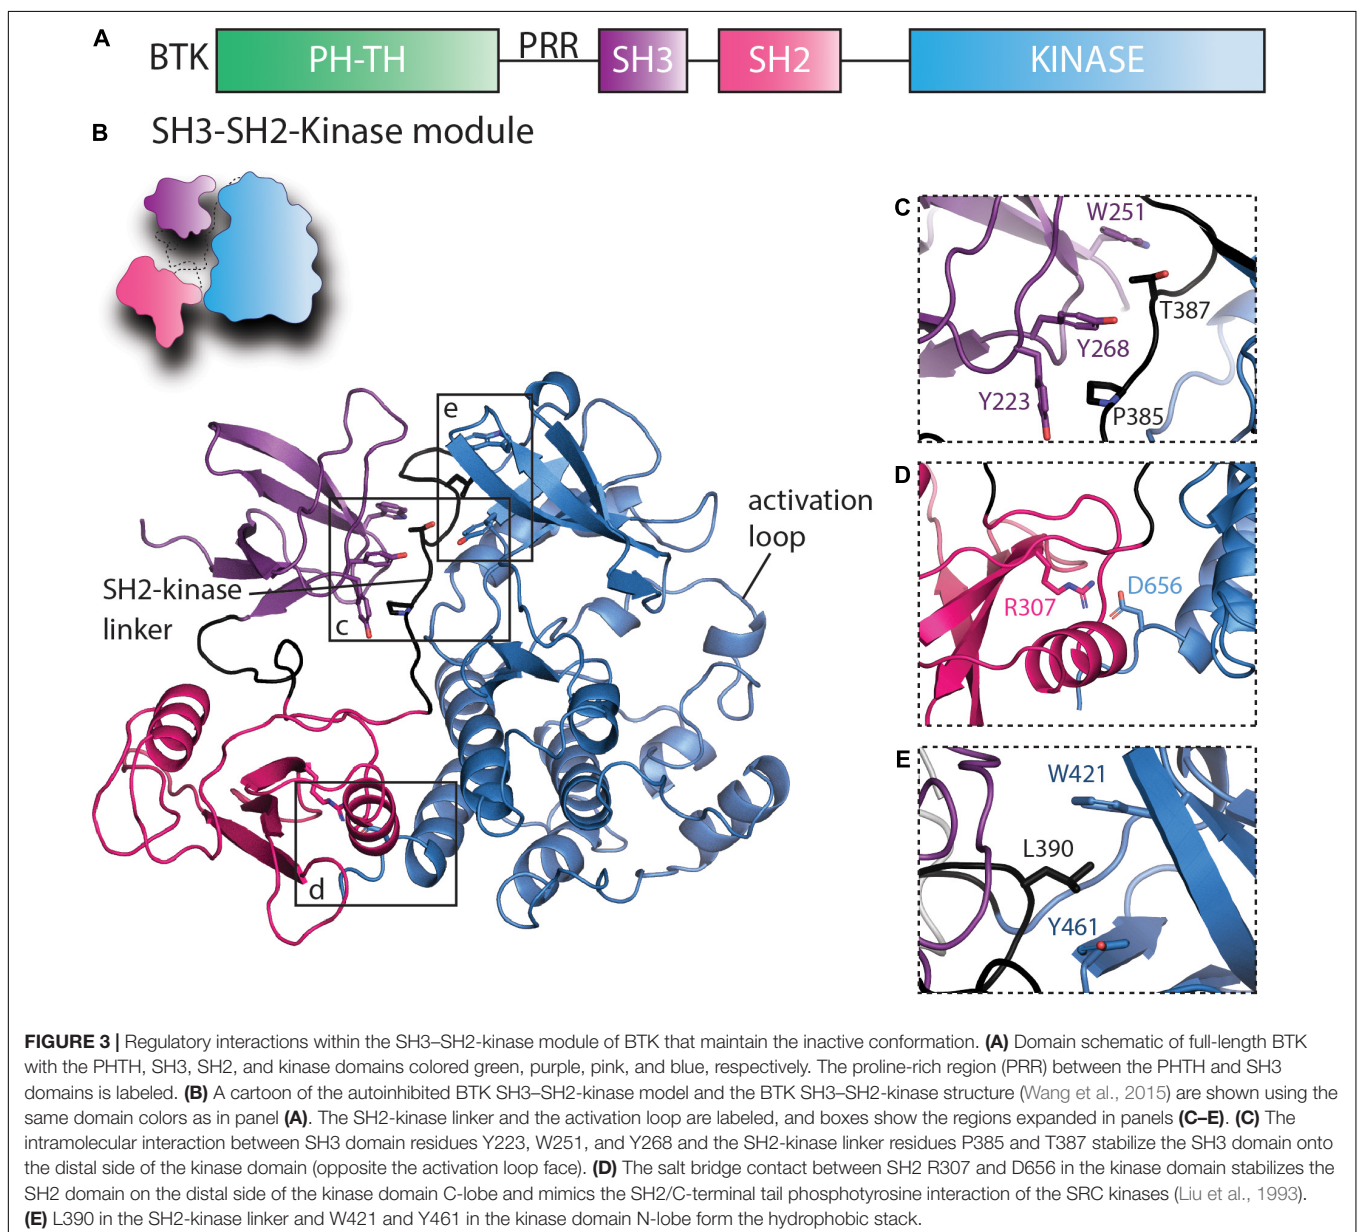 A
BTK
PH-TH
PRR
SH3
SH2
KINASE
B
SH3-SH2-Kinase module
e
c
d
SH2-kinase
linker
activation
loop
C
W251
T387
Y268
Y223
P385
D
R307
D656
E
W421
L390
Y461
FIGURE 3 | Regulatory interactions within the SH3–SH2-kinase module of BTK that maintain the inactive conformation. (A) Domain schematic of full-length BTK
with the PHTH, SH3, SH2, and kinase domains colored green, purple, pink, and blue, respectively. The proline-rich region (PRR) between the PHTH and SH3
domains is labeled. (B) A cartoon of the autoinhibited BTK SH3–SH2-kinase model and the BTK SH3–SH2-kinase structure (Wang et al., 2015) are shown using the
same domain colors as in panel (A). The SH2-kinase linker and the activation loop are labeled, and boxes show the regions expanded in panels (C–E). (C) The
intramolecular interaction between SH3 domain residues Y223, W251, and Y268 and the SH2-kinase linker residues P385 and T387 stabilize the SH3 domain onto
the distal side of the kinase domain (opposite the activation loop face). (D) The salt bridge contact between SH2 R307 and D656 in the kinase domain stabilizes the
SH2 domain on the distal side of the kinase domain C-lobe and mimics the SH2/C-terminal tail phosphotyrosine interaction of the SRC kinases (Liu et al., 1993).
(E) L390 in the SH2-kinase linker and W421 and Y461 in the kinase domain N-lobe form the hydrophobic stack.